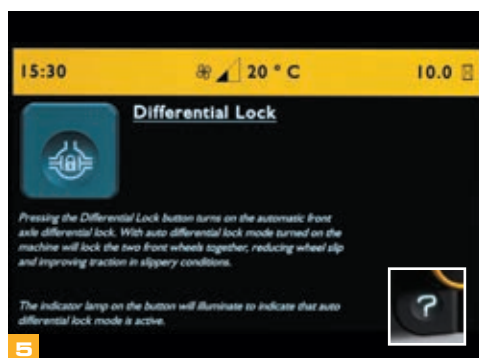 15:30 20 ° C 10.0
Differential Lock
Pressing the Differential Lock button turns on the automatic front
axle differential lock. With auto differential lock mode turned on the
machine will lock the two front wheels together, reducing wheel slip
and improving traction in slippery conditions.
The indicator lamp on the button will illuminate to indicate that auto
differential lock mode is active.
?
5